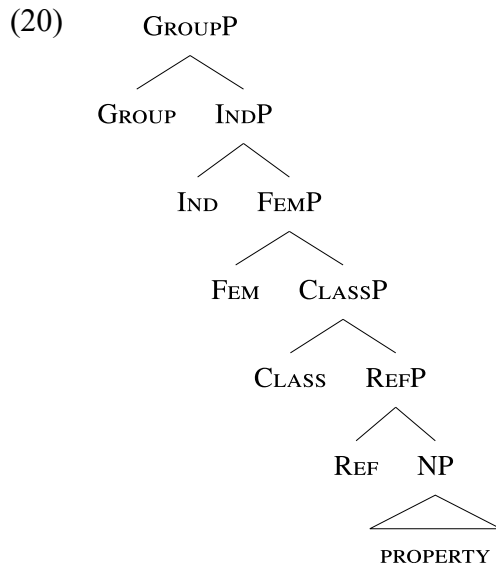 (20) GROUPP
GROUP INDP
IND FEMP
FEM CLASSP
CLASS REFP
REF NP
PROPERTY